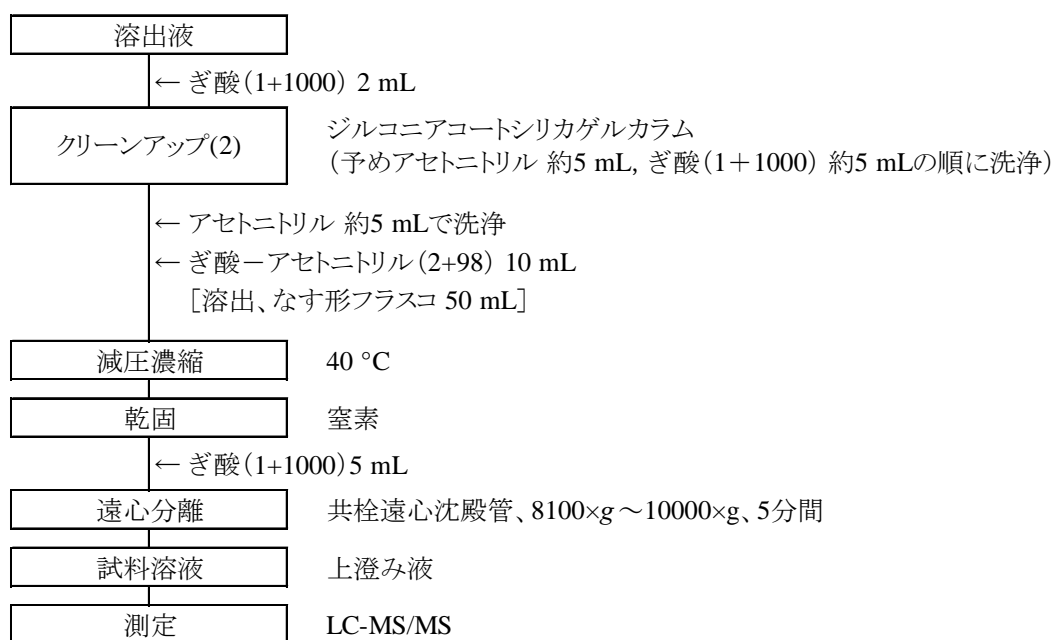 溶出液
← ぎ酸(1+1000) 2 mL
クリーンアップ(2)
ジルコニアコートシリカゲルカラム
(予めアセトニトリル 約5 mL, ぎ酸(1+1000) 約5 mLの順に洗浄)
← アセトニトリル 約5 mLで洗浄
← ぎ酸-アセトニトリル(2+98) 10 mL
[溶出、なす形フラスコ 50 mL]
減圧濃縮 40 °C
乾固 窒素
← ぎ酸(1+1000)5 mL
遠心分離 共栓遠心沈殿管、8100×g~10000×g、5分間
試料溶液 上澄み液
測定 LC-MS/MS